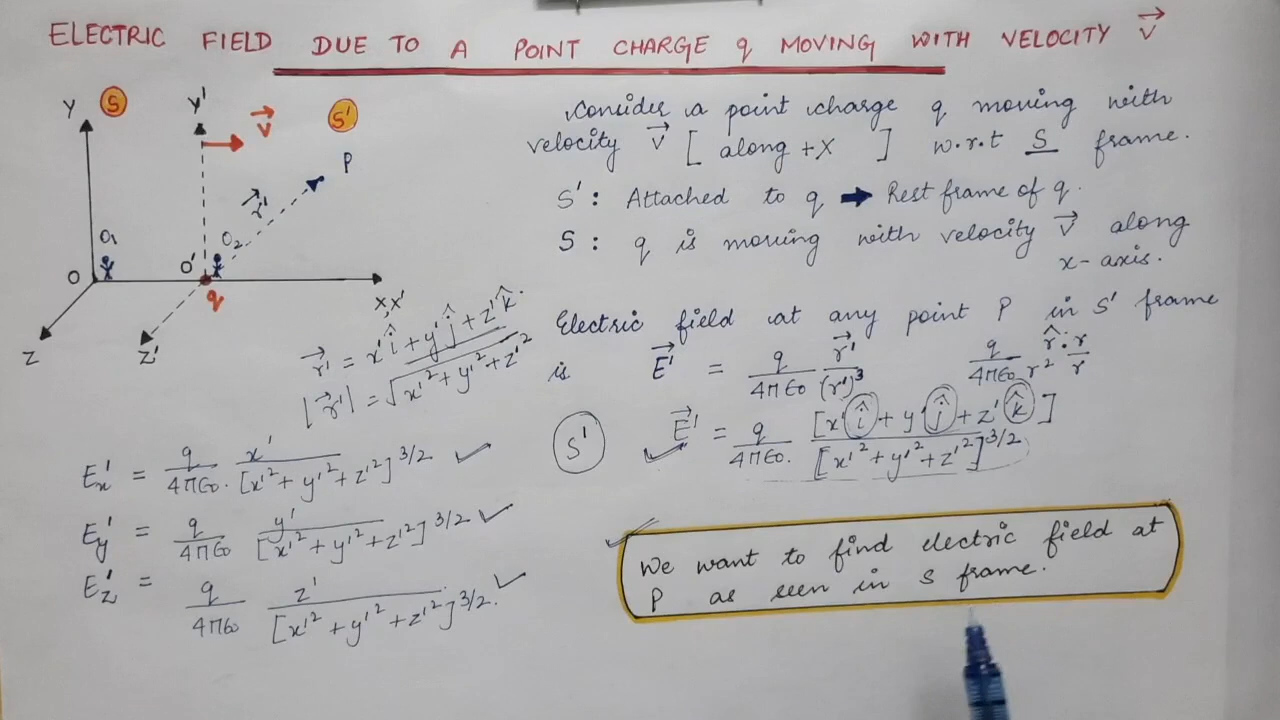 ELECTRIC FIELD DUE TO A POINT CHARGE q MOVING WITH VELOCITY v⃗
Y S Y' v⃗ S'
P
r⃗'
O₁ O₂
O O'
q X,X'
Z Z'
Consider a point charge q moving with
velocity v⃗ [ along +X ] w.r.t S frame.
S' : Attached to q → Rest frame of q.
S : q is moving with velocity v⃗ along
x-axis.
Electric field at any point P in S' frame
is E⃗' = q/4πϵ₀ r⃗'/(r')³ q/4πϵ₀ r̂/r² . r/r
r⃗' = x'î + y'ĵ + z'k̂.
|r⃗'| = √x'² + y'² + z'²
S' ✓ E⃗' = q/4πϵ₀. [x'î + y'ĵ + z'k̂]/[x'² + y'² + z'²]^3/2
E'x = q/4πϵ₀. x'/[x'² + y'² + z'²]^3/2 ✓
Ey' = q/4πϵ₀ y'/[x'² + y'² + z'²]^3/2 ✓
Ez' = q/4πϵ₀ z'/[x'² + y'² + z'²]^3/2. ✓
✓ We want to find electric field at
P as seen in S frame.